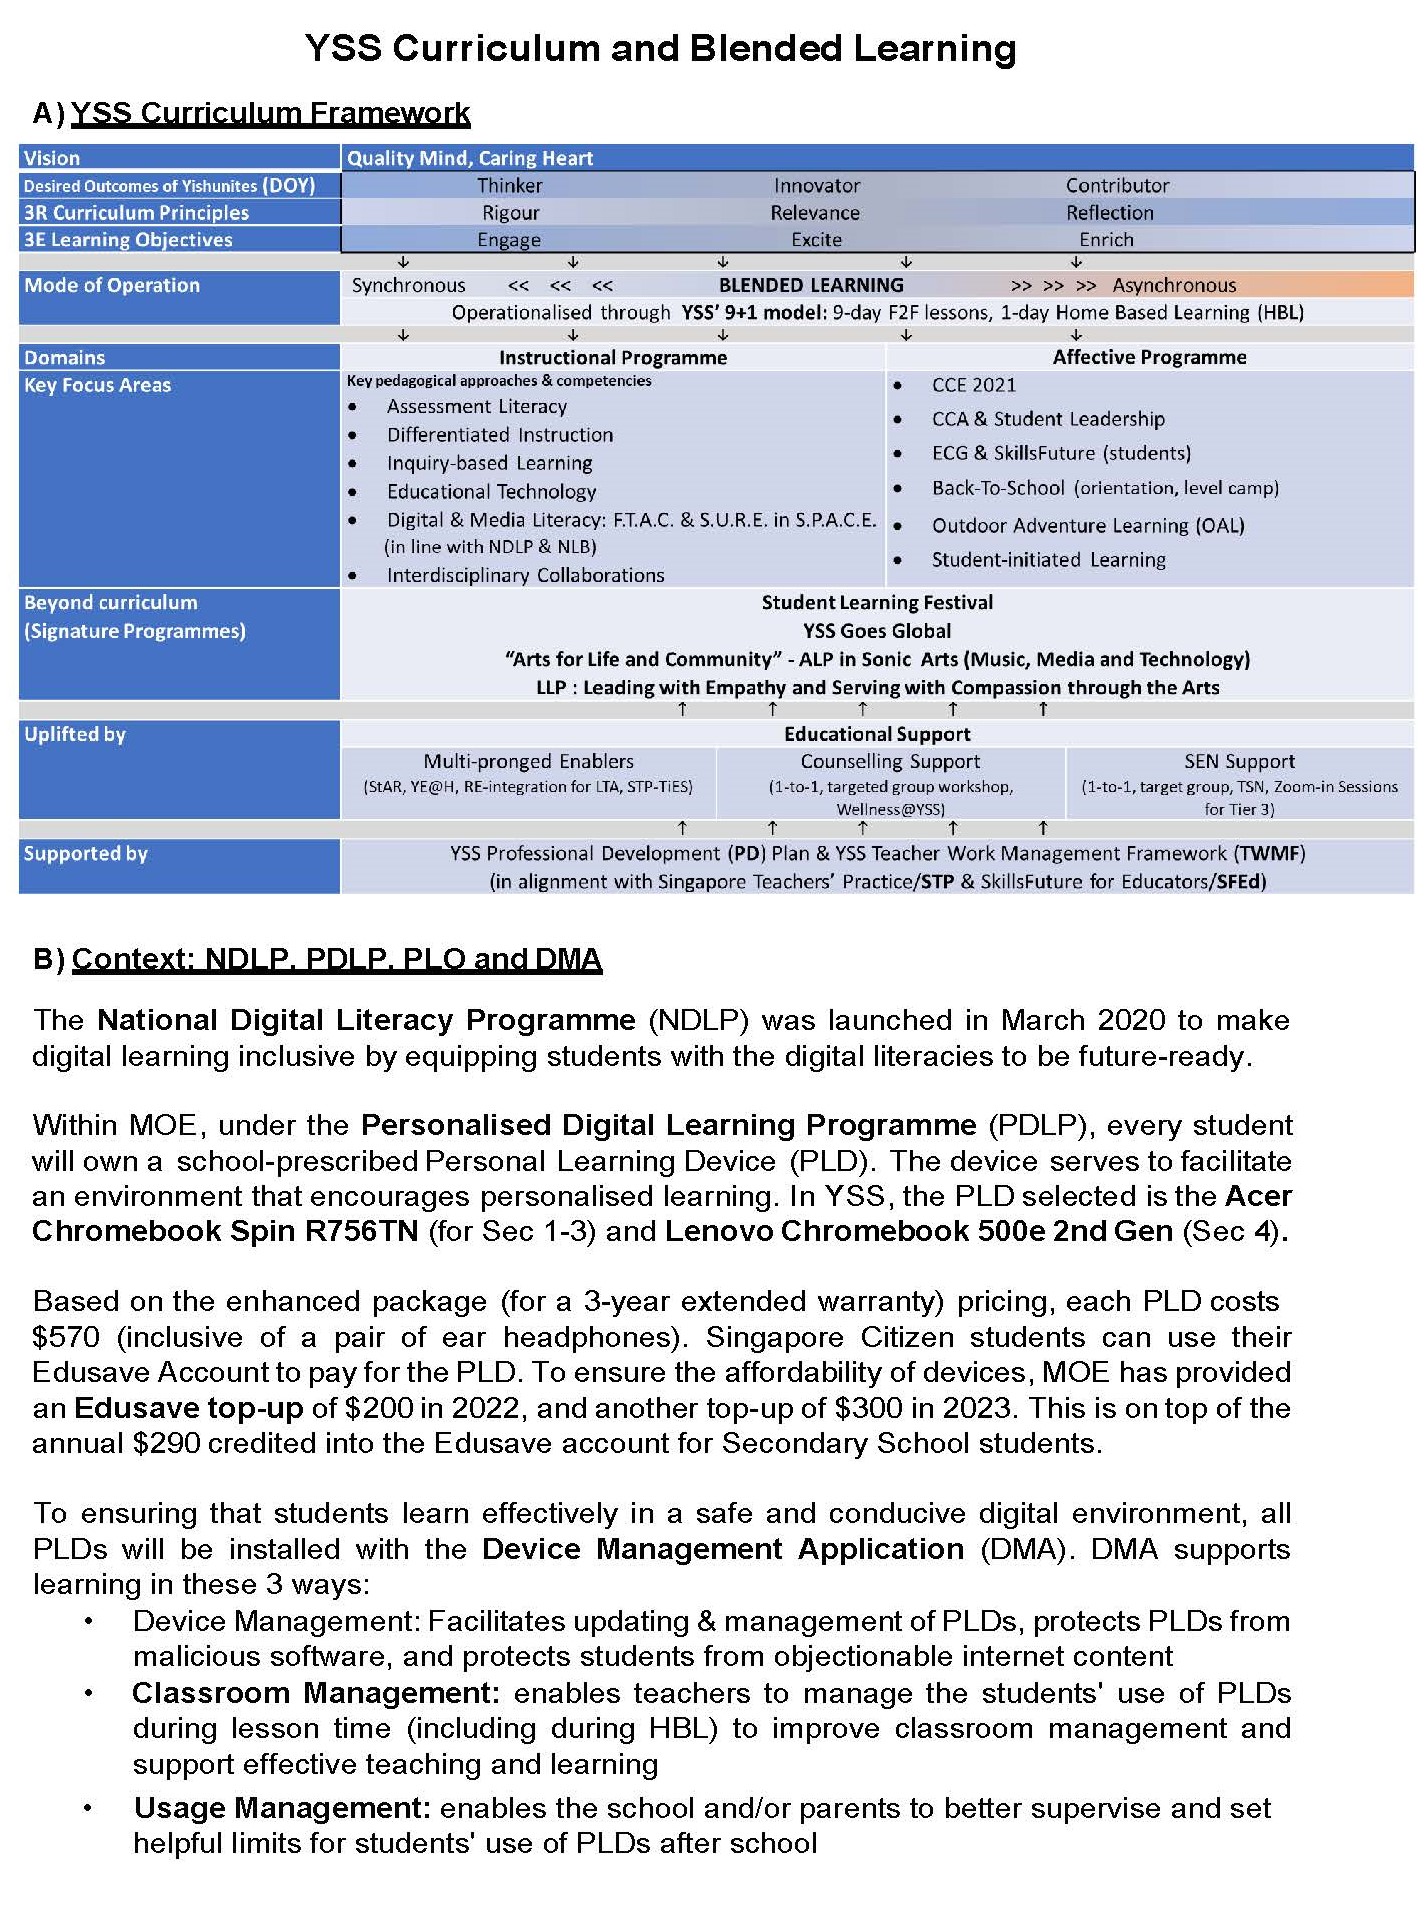 YSS Curriculum and Blended Learning
A) YSS Curriculum Framework
Vision Quality Mind, Caring Heart
Desired Outcomes of Yishunites (DOY) Thinker Innovator Contributor
3R Curriculum Principles Rigour Relevance Reflection
3E Learning Objectives Engage Excite Enrich
↓ ↓ ↓ ↓ ↓
Mode of Operation Synchronous << << << BLENDED LEARNING >> >> >> Asynchronous
Operationalised through YSS' 9+1 model: 9-day F2F lessons, 1-day Home Based Learning (HBL)
↓ ↓ ↓ ↓ ↓
Domains Instructional Programme Affective Programme
Key Focus Areas
Key pedagogical approaches & competencies
• Assessment Literacy
• Differentiated Instruction
• Inquiry-based Learning
• Educational Technology
• Digital & Media Literacy: F.T.A.C. & S.U.R.E. in S.P.A.C.E.
(in line with NDLP & NLB)
• Interdisciplinary Collaborations
• CCE 2021
• CCA & Student Leadership
• ECG & SkillsFuture (students)
• Back-To-School (orientation, level camp)
• Outdoor Adventure Learning (OAL)
• Student-initiated Learning
Beyond curriculum
(Signature Programmes)
Student Learning Festival
YSS Goes Global
“Arts for Life and Community” - ALP in Sonic Arts (Music, Media and Technology)
LLP : Leading with Empathy and Serving with Compassion through the Arts
↑ ↑ ↑ ↑ ↑
Uplifted by Educational Support
Multi-pronged Enablers
(StAR, YE@H, RE-integration for LTA, STP-TiES)
Counselling Support
(1-to-1, targeted group workshop,
Wellness@YSS)
SEN Support
(1-to-1, target group, TSN, Zoom-in Sessions
for Tier 3)
↑ ↑ ↑ ↑ ↑
Supported by YSS Professional Development (PD) Plan & YSS Teacher Work Management Framework (TWMF)
(in alignment with Singapore Teachers' Practice/STP & SkillsFuture for Educators/SFEd)
B) Context: NDLP, PDLP, PLO and DMA
The National Digital Literacy Programme (NDLP) was launched in March 2020 to make
digital learning inclusive by equipping students with the digital literacies to be future-ready.
Within MOE, under the Personalised Digital Learning Programme (PDLP), every student
will own a school-prescribed Personal Learning Device (PLD). The device serves to facilitate
an environment that encourages personalised learning. In YSS, the PLD selected is the Acer
Chromebook Spin R756TN (for Sec 1-3) and Lenovo Chromebook 500e 2nd Gen (Sec 4).
Based on the enhanced package (for a 3-year extended warranty) pricing, each PLD costs
$570 (inclusive of a pair of ear headphones). Singapore Citizen students can use their
Edusave Account to pay for the PLD. To ensure the affordability of devices, MOE has provided
an Edusave top-up of $200 in 2022, and another top-up of $300 in 2023. This is on top of the
annual $290 credited into the Edusave account for Secondary School students.
To ensuring that students learn effectively in a safe and conducive digital environment, all
PLDs will be installed with the Device Management Application (DMA). DMA supports
learning in these 3 ways:
• Device Management: Facilitates updating & management of PLDs, protects PLDs from
malicious software, and protects students from objectionable internet content
• Classroom Management: enables teachers to manage the students' use of PLDs
during lesson time (including during HBL) to improve classroom management and
support effective teaching and learning
• Usage Management: enables the school and/or parents to better supervise and set
helpful limits for students' use of PLDs after school